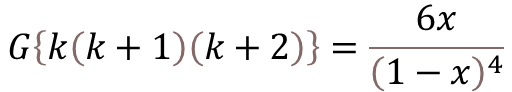 G{k(k + 1)(k + 2)} = 6x / (1 − x)^4